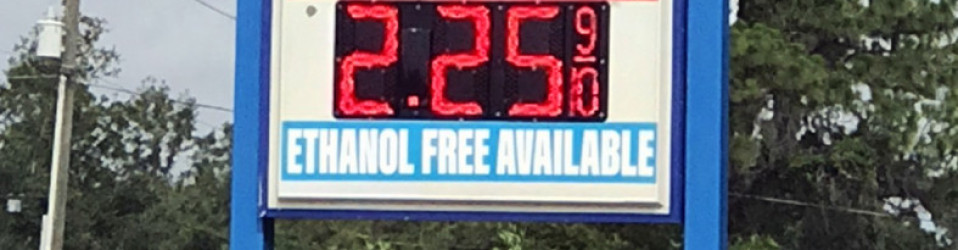 2.25 9/10
ETHANOL FREE AVAILABLE